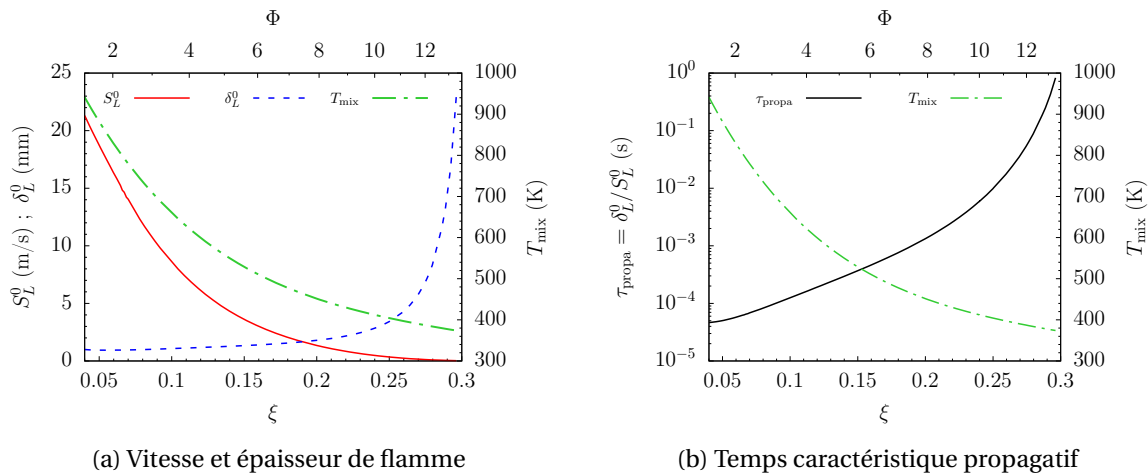 Φ
2 4 6 8 10 12
25
20
15
10
5
0
S_L^0 (m/s) ; δ_L^0 (mm)
S_L^0 δ_L^0 T_mix
1000
900
800
700
600
500
400
300
T_mix (K)
0.05 0.1 0.15 0.2 0.25 0.3
ξ
(a) Vitesse et épaisseur de flamme
Φ
2 4 6 8 10 12
10^0
10^-1
10^-2
10^-3
10^-4
10^-5
τ_propa = δ_L^0/S_L^0 (s)
τ_propa T_mix
1000
900
800
700
600
500
400
300
T_mix (K)
0.05 0.1 0.15 0.2 0.25 0.3
ξ
(b) Temps caractéristique propagatif